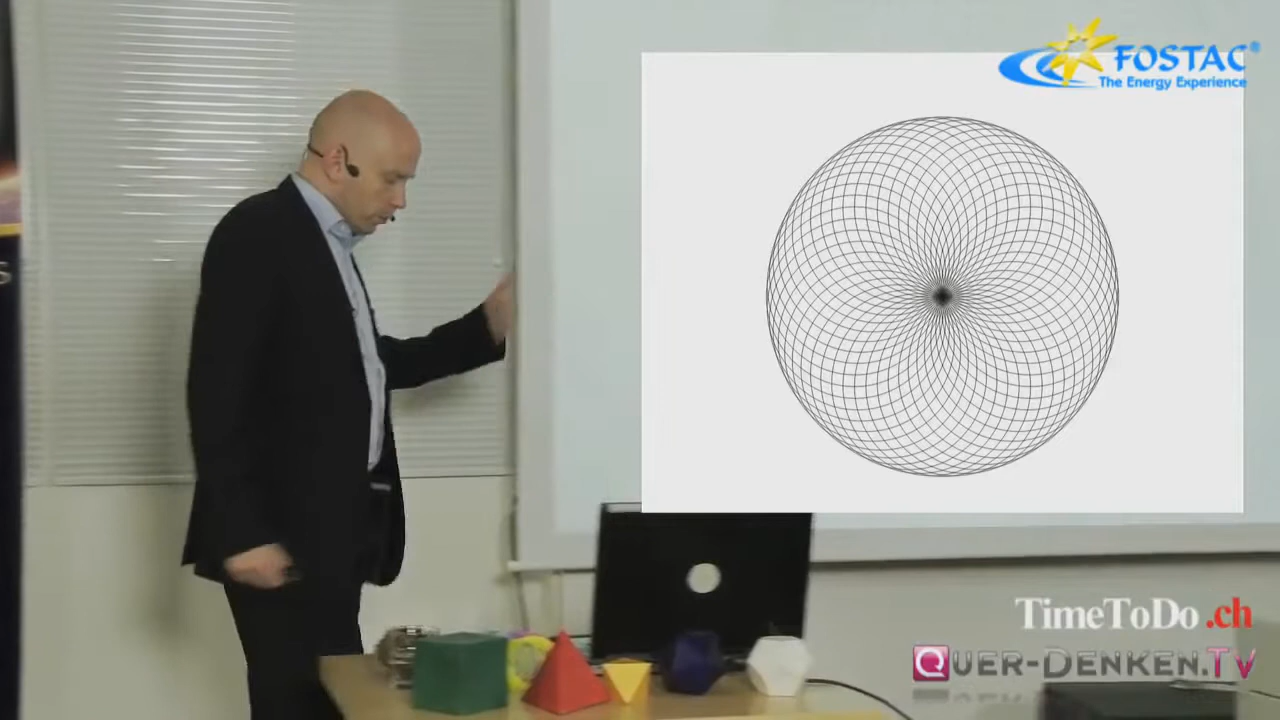 FOSTAC®
The Energy Experience
S
TimeToDo.ch
QUER-DENKEN.TV